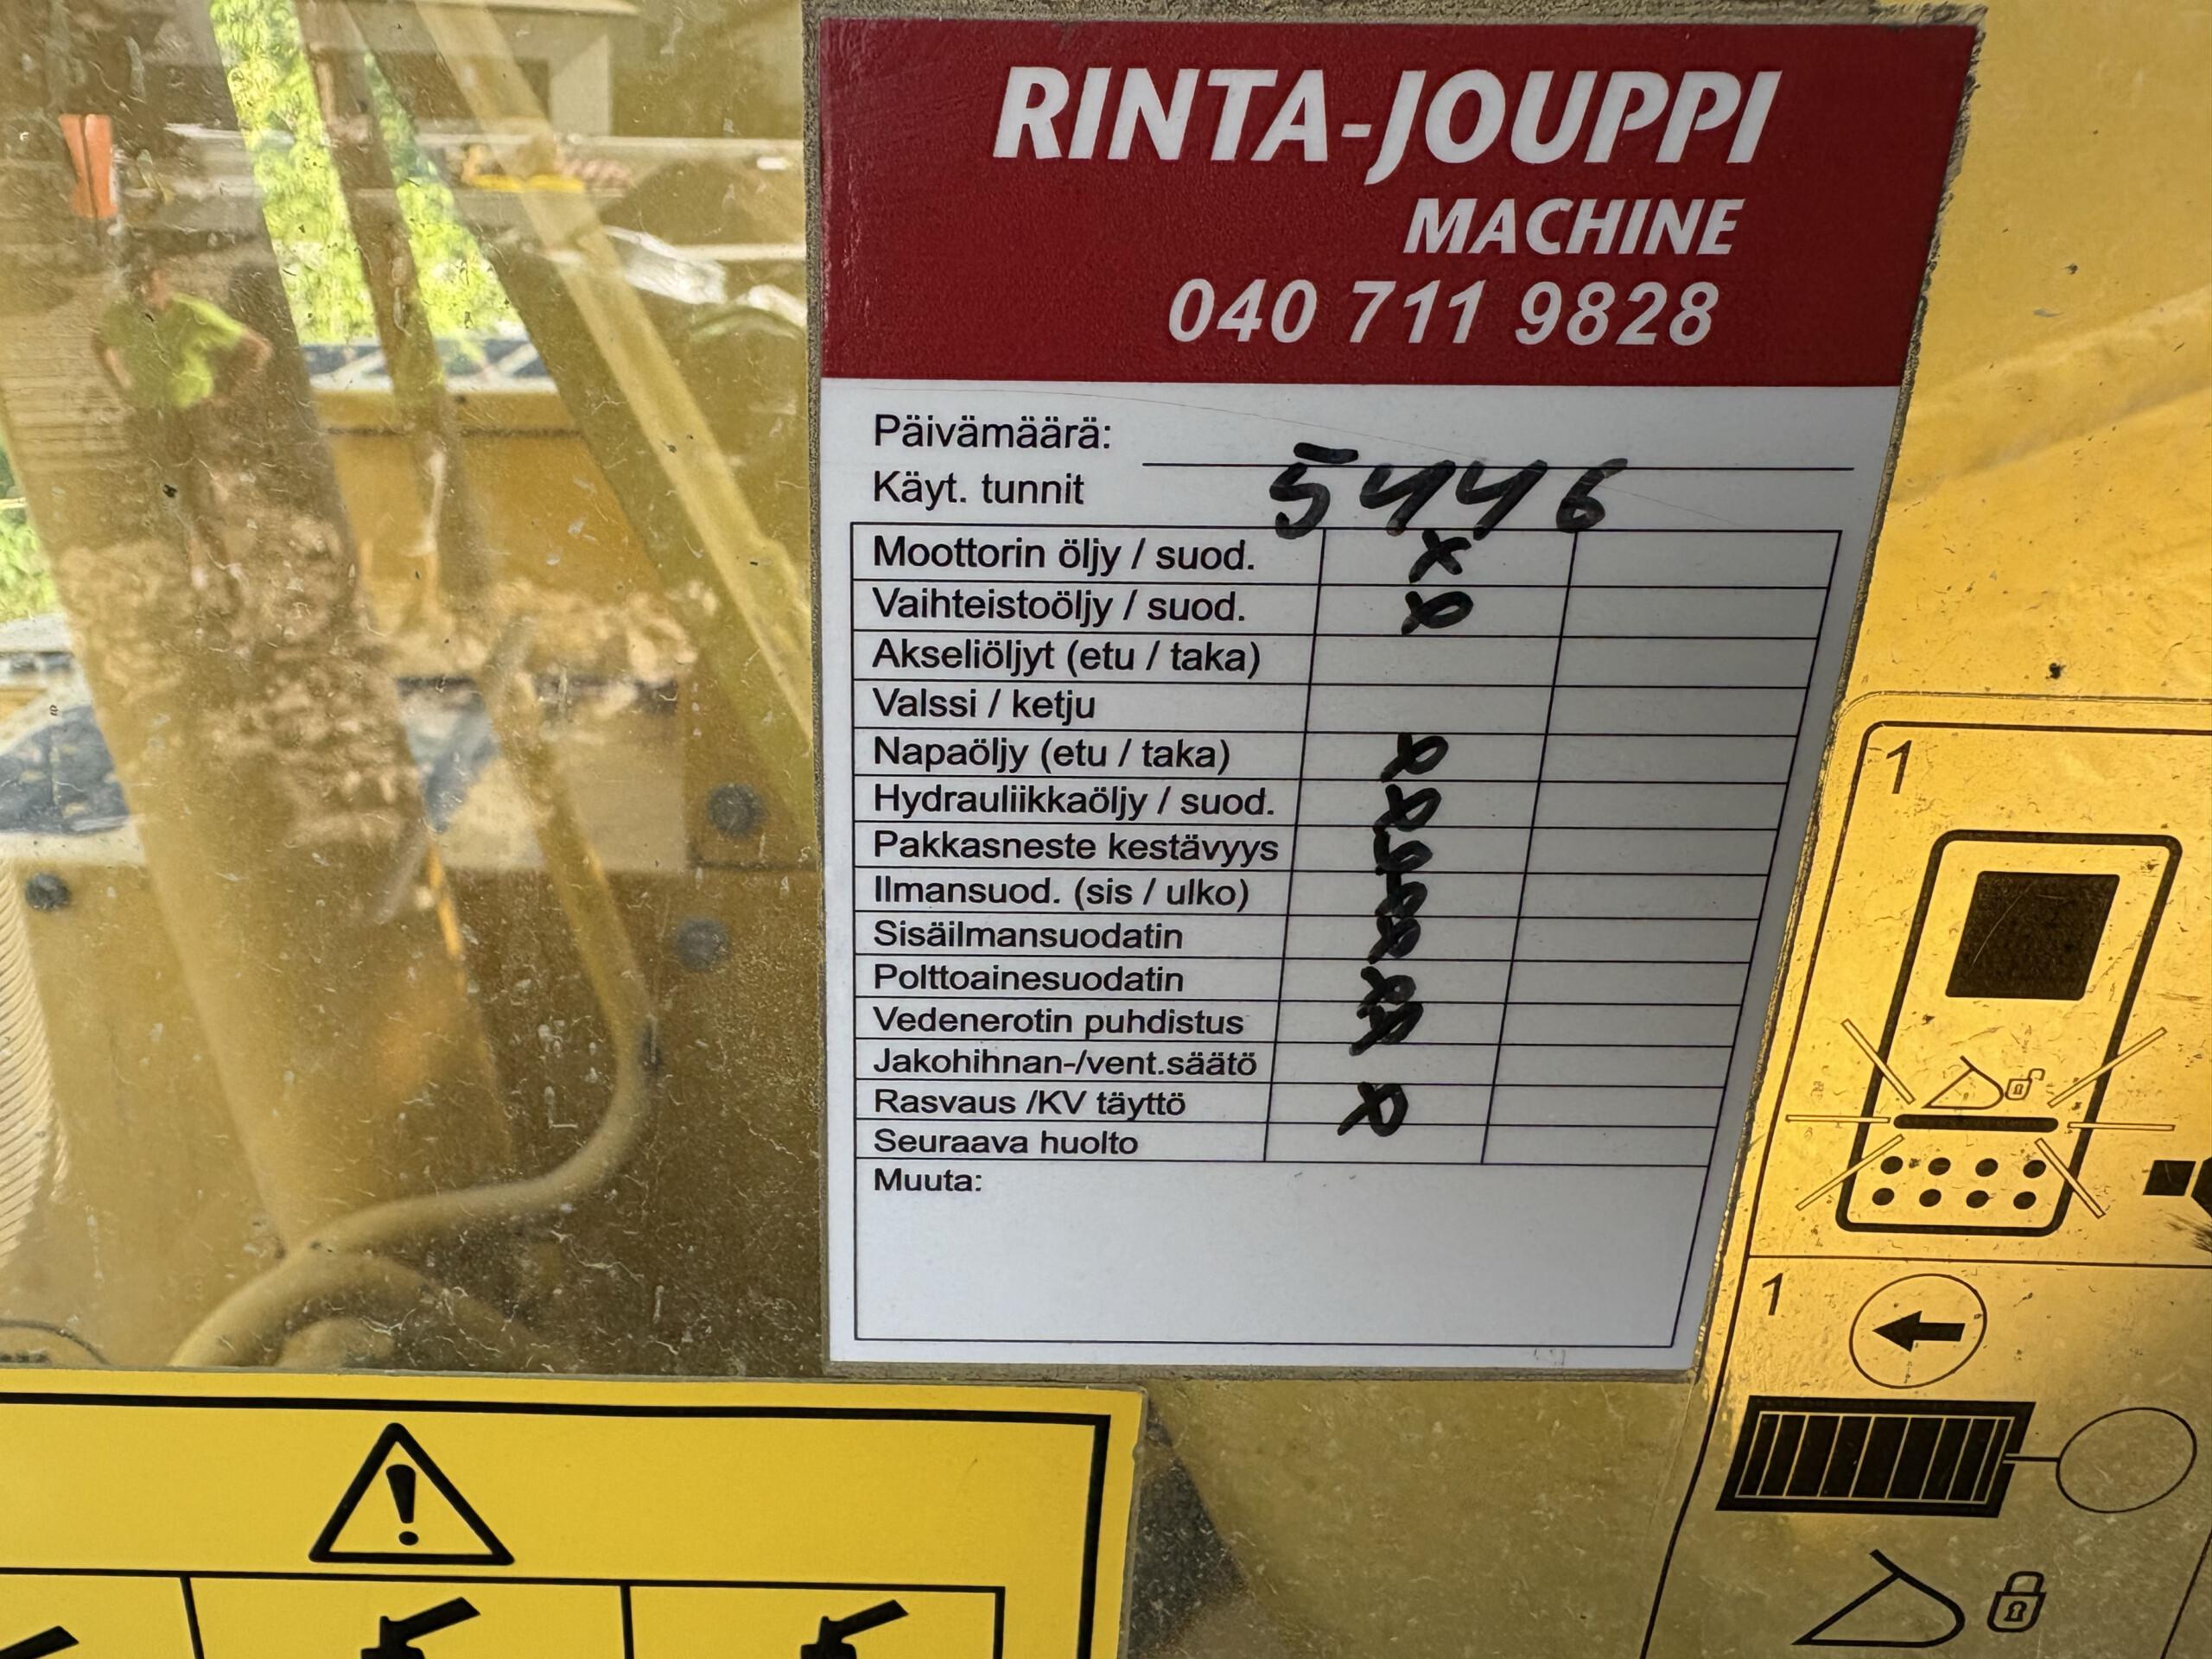 RINTA-JOUPPI
MACHINE
040 711 9828
Päivämäärä:
Käyt. tunnit 5446
Moottorin öljy / suod. x
Vaihteistoöljy / suod. x
Akseliöljyt (etu / taka)
Valssi / ketju
Napaöljy (etu / taka) x
Hydrauliikkaöljy / suod. x
Pakkasneste kestävyys x
Ilmansuod. (sis / ulko) x
Sisäilmansuodatin x
Polttoainesuodatin x
Vedenerotin puhdistus x
Jakohihnan-/vent.säätö
Rasvaus /KV täyttö x
Seuraava huolto
Muuta:
1
1